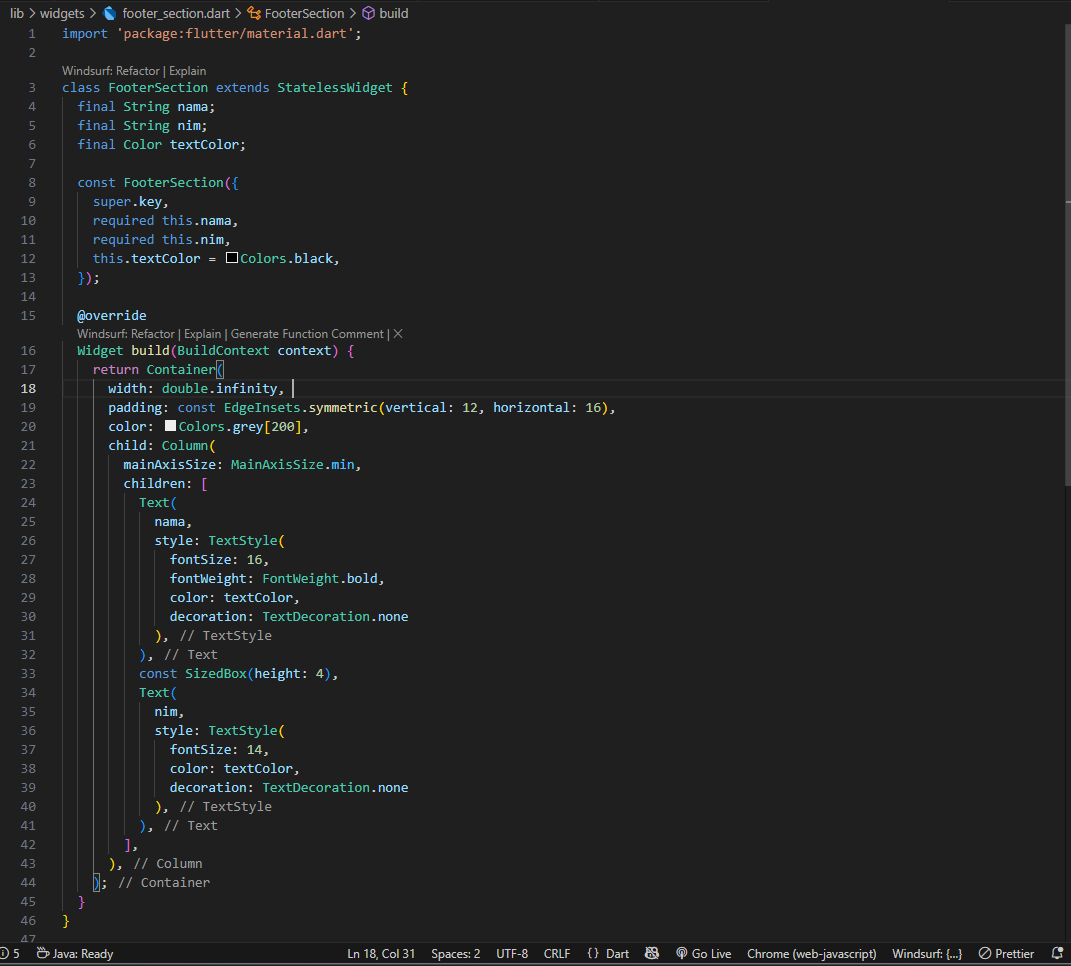 lib > widgets > footer_section.dart > FooterSection > build
1 import 'package:flutter/material.dart';
2
Windsurf: Refactor | Explain
3 class FooterSection extends StatelessWidget {
4 final String nama;
5 final String nim;
6 final Color textColor;
7
8 const FooterSection({
9 super.key,
10 required this.nama,
11 required this.nim,
12 this.textColor = Colors.black,
13 });
14
15 @override
Windsurf: Refactor | Explain | Generate Function Comment | ×
16 Widget build(BuildContext context) {
17 return Container(
18 width: double.infinity,
19 padding: const EdgeInsets.symmetric(vertical: 12, horizontal: 16),
20 color: Colors.grey[200],
21 child: Column(
22 mainAxisSize: MainAxisSize.min,
23 children: [
24 Text(
25 nama,
26 style: TextStyle(
27 fontSize: 16,
28 fontWeight: FontWeight.bold,
29 color: textColor,
30 decoration: TextDecoration.none
31 ), // TextStyle
32 ), // Text
33 const SizedBox(height: 4),
34 Text(
35 nim,
36 style: TextStyle(
37 fontSize: 14,
38 color: textColor,
39 decoration: TextDecoration.none
40 ), // TextStyle
41 ), // Text
42 ],
43 ), // Column
44 ); // Container
45 }
46 }
47
5 Java: Ready Ln 18, Col 31 Spaces: 2 UTF-8 CRLF {} Dart Go Live Chrome (web-javascript) Windsurf: {...} Prettier